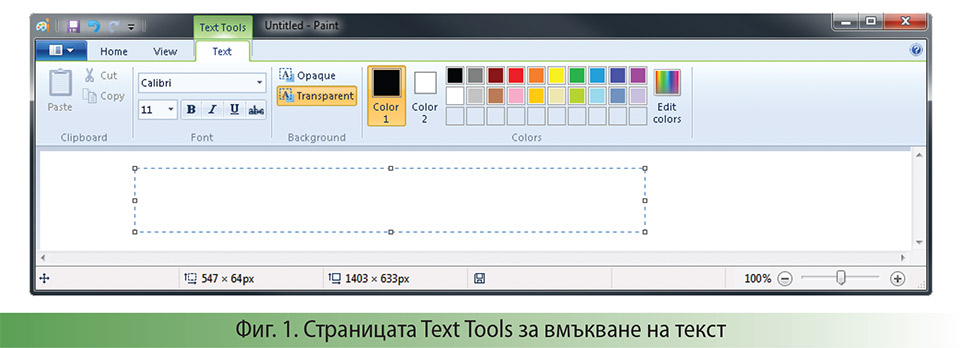 Text Tools
Untitled - Paint
Home View Text
Cut
Copy
Paste
Clipboard
Calibri
11 B I U abc
Font
A Opaque
A Transparent
Background
Color 1
Color 2
Edit colors
Colors
547 × 64px
1403 × 633px
100%
Фиг. 1. Страницата Text Tools за вмъкване на текст